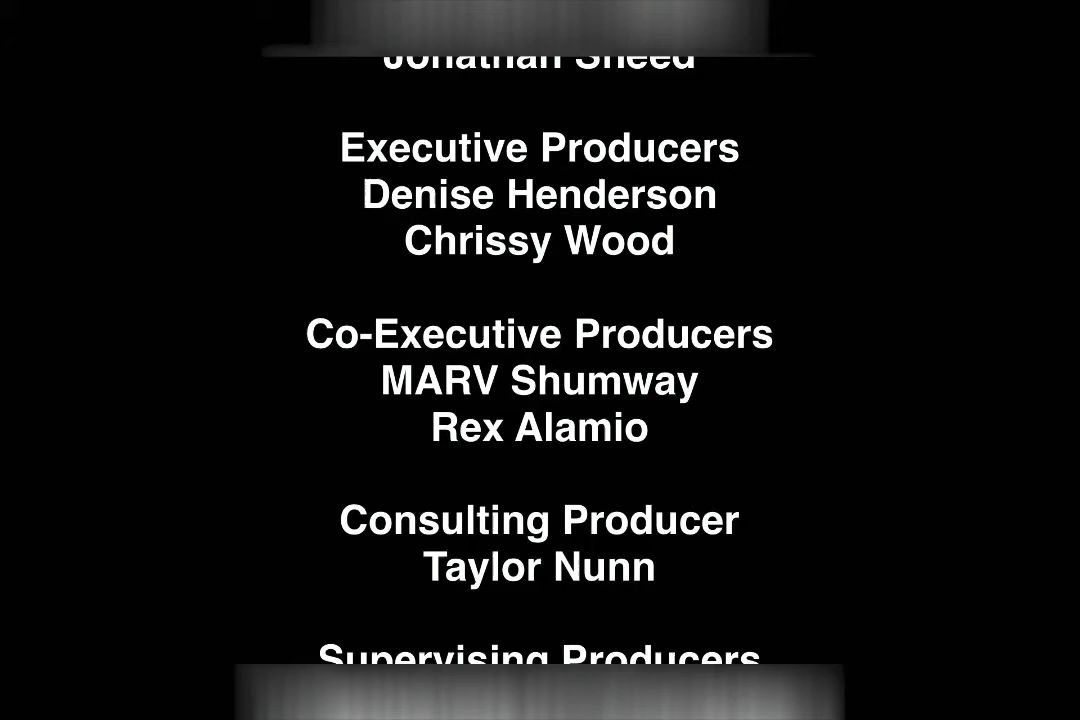 Jonathan Sheed
Executive Producers
Denise Henderson
Chrissy Wood
Co-Executive Producers
MARV Shumway
Rex Alamio
Consulting Producer
Taylor Nunn
Supervising Producers